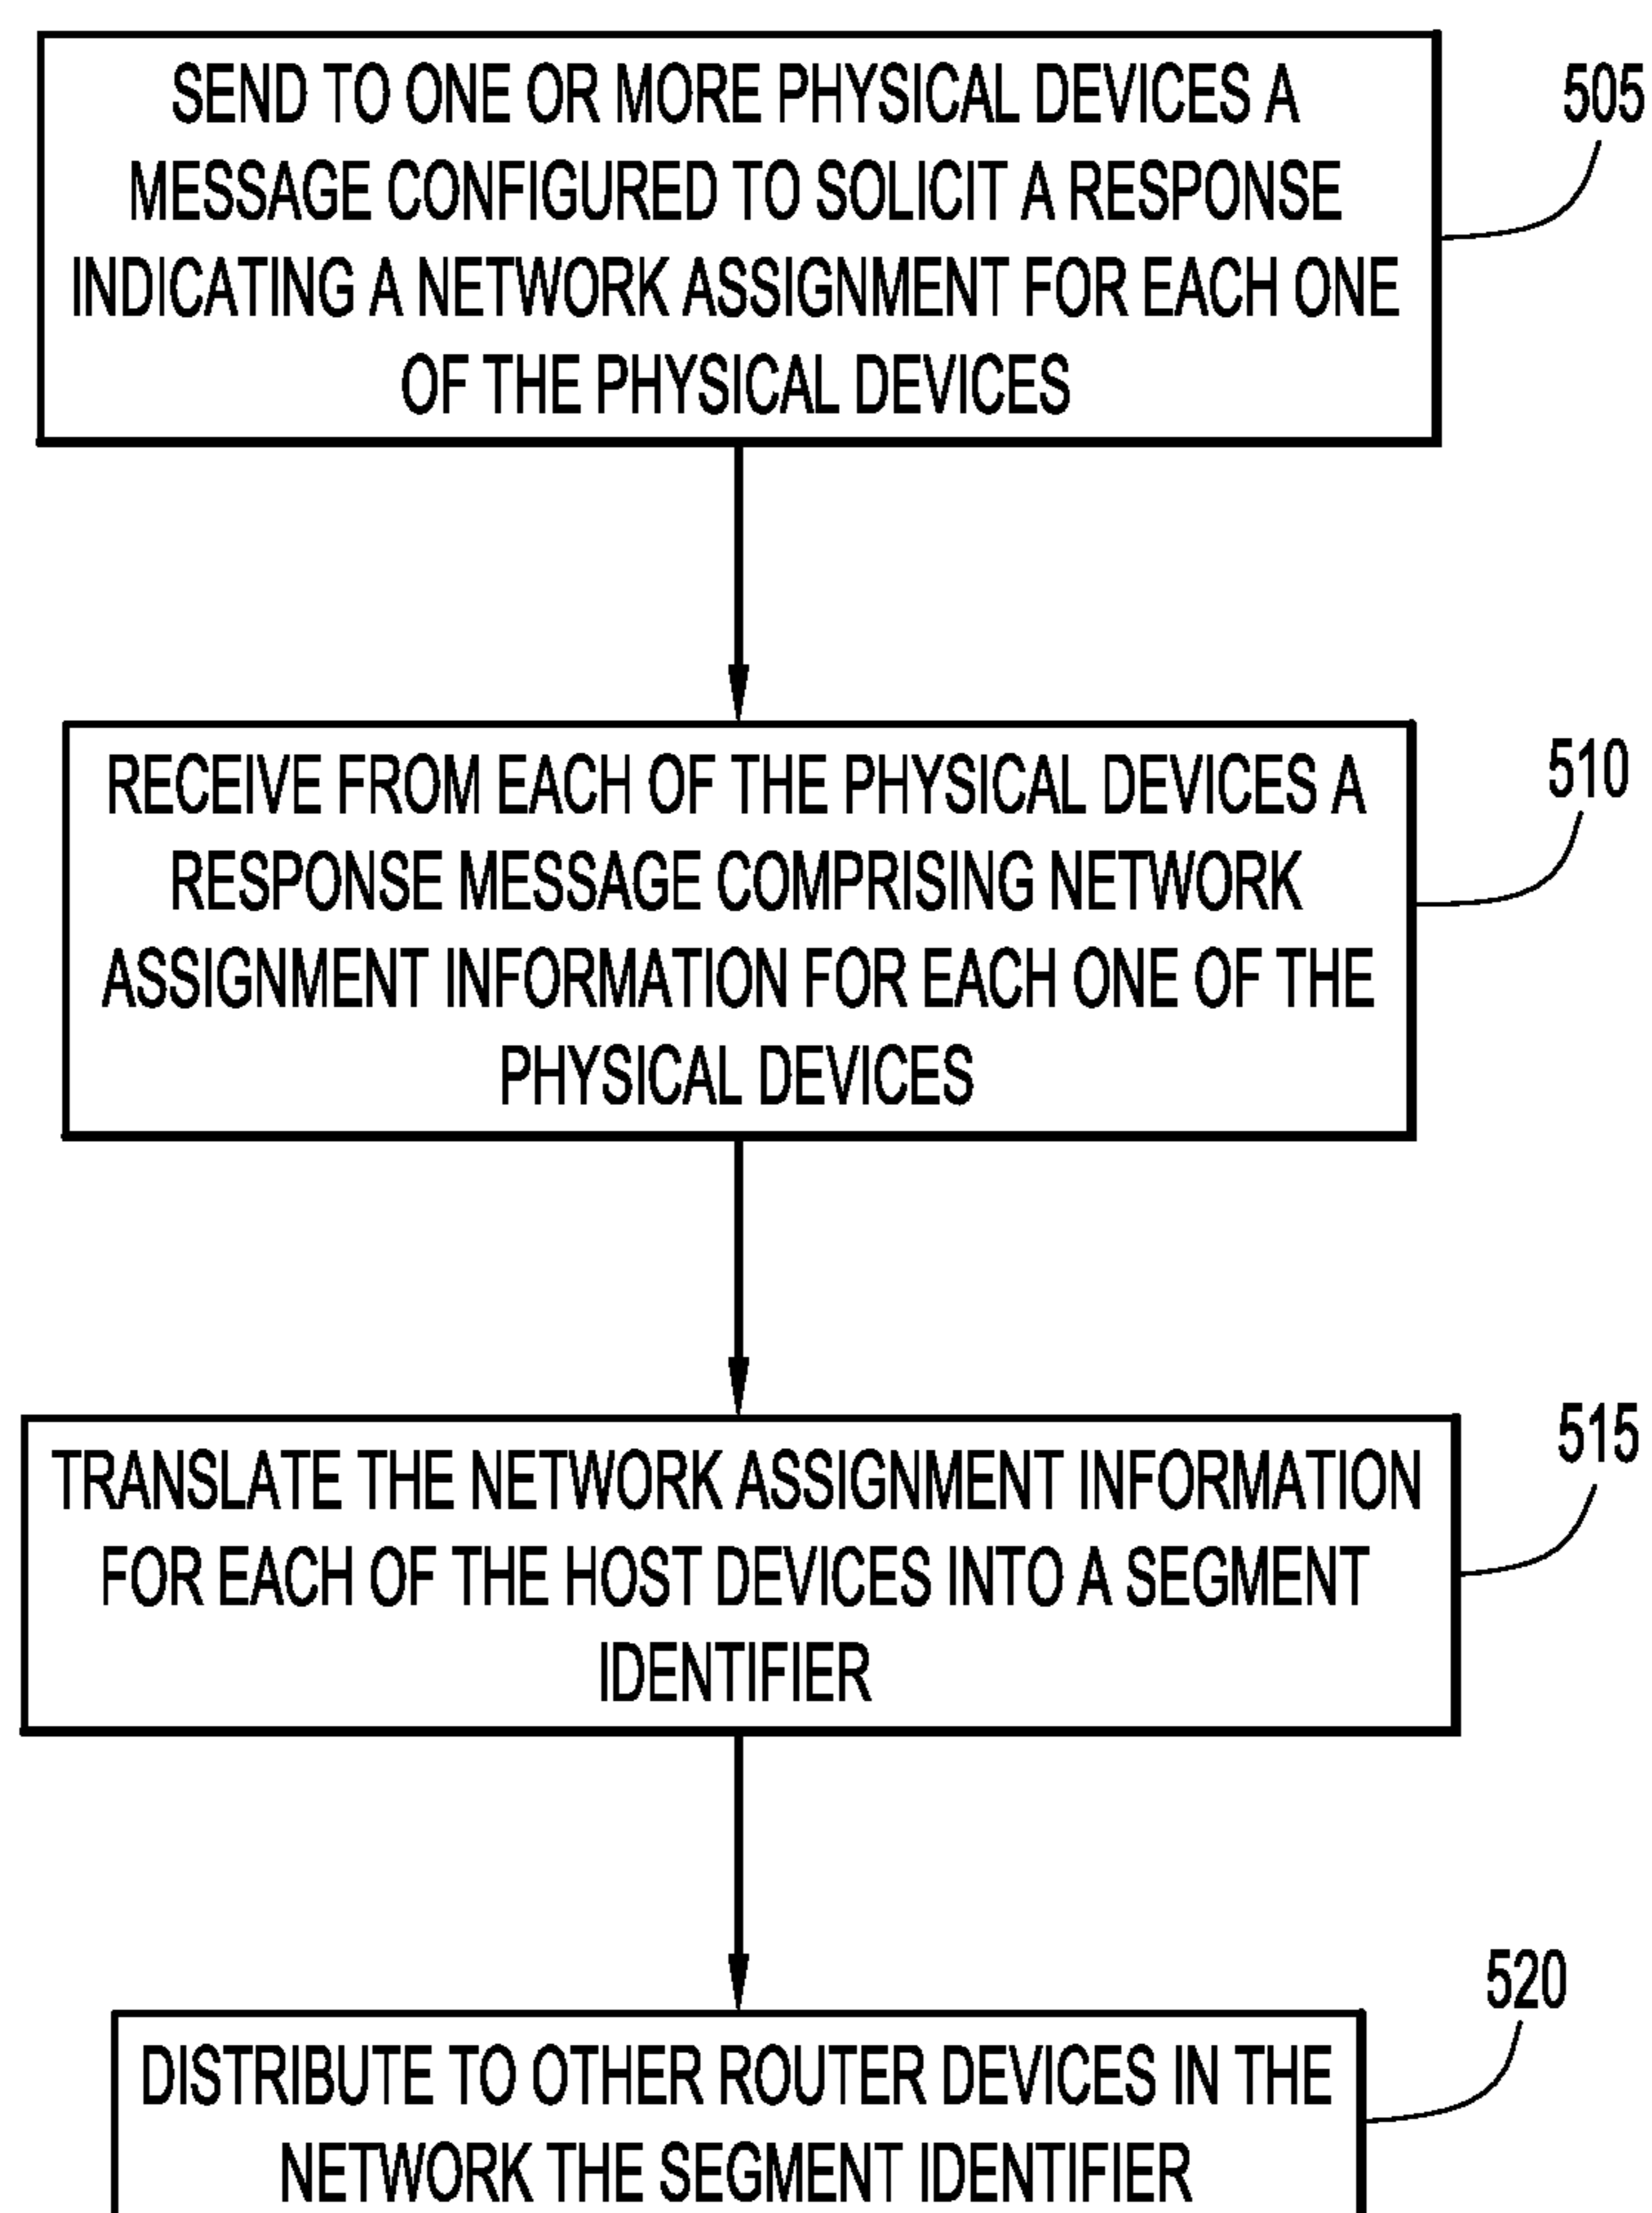 SEND TO ONE OR MORE PHYSICAL DEVICES A
MESSAGE CONFIGURED TO SOLICIT A RESPONSE
INDICATING A NETWORK ASSIGNMENT FOR EACH ONE
OF THE PHYSICAL DEVICES
505
RECEIVE FROM EACH OF THE PHYSICAL DEVICES A
RESPONSE MESSAGE COMPRISING NETWORK
ASSIGNMENT INFORMATION FOR EACH ONE OF THE
PHYSICAL DEVICES
510
TRANSLATE THE NETWORK ASSIGNMENT INFORMATION
FOR EACH OF THE HOST DEVICES INTO A SEGMENT
IDENTIFIER
515
DISTRIBUTE TO OTHER ROUTER DEVICES IN THE
NETWORK THE SEGMENT IDENTIFIER
520